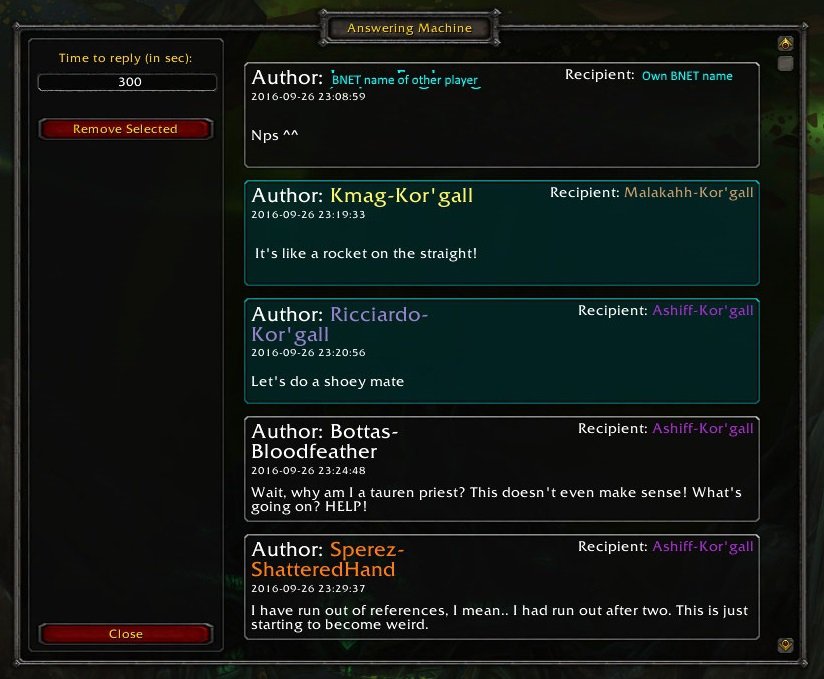 Answering Machine
Time to reply (in sec):
300
Remove Selected
Author: BNET name of other player
Recipient: Own BNET name
2016-09-26 23:08:59
Nps ^^
Author: Kmag-Kor'gall
Recipient: Malakahh-Kor'gall
2016-09-26 23:19:33
It's like a rocket on the straight!
Author: Ricciardo-
Kor'gall
Recipient: Ashiff-Kor'gall
2016-09-26 23:20:56
Let's do a shoey mate
Author: Bottas-
Bloodfeather
Recipient: Ashiff-Kor'gall
2016-09-26 23:24:48
Wait, why am I a tauren priest? This doesn't even make sense! What's
going on? HELP!
Author: Sperez-
ShatteredHand
Recipient: Ashiff-Kor'gall
2016-09-26 23:29:37
I have run out of references, I mean.. I had run out after two. This is just
starting to become weird.
Close